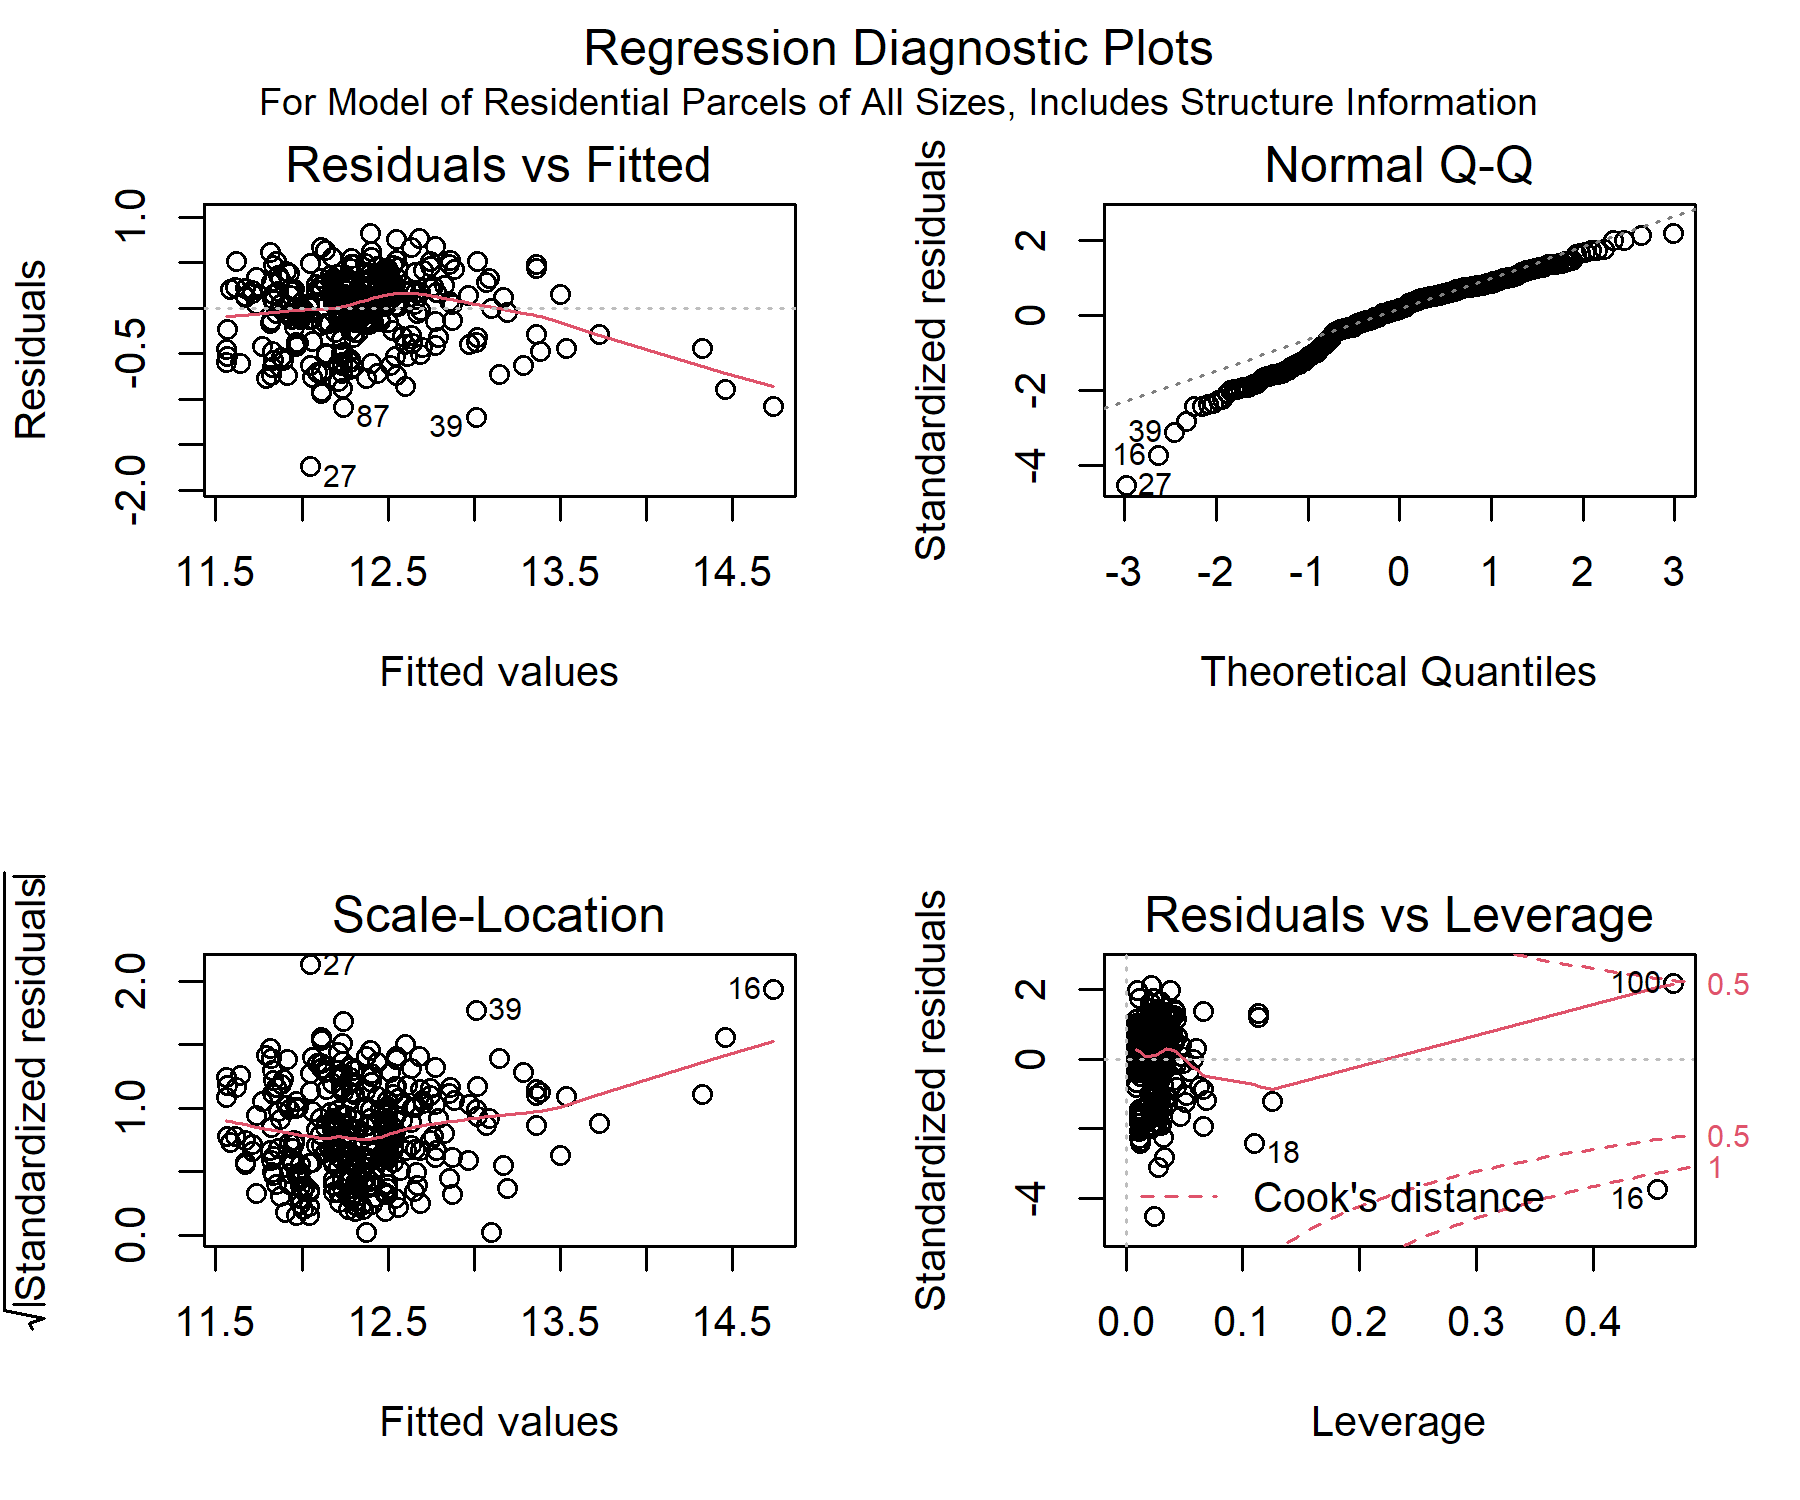 Regression Diagnostic Plots
For Model of Residential Parcels of All Sizes, Includes Structure Information
Residuals vs Fitted
Residuals
1.0
-0.5
-2.0
87
39
27
11.5 12.5 13.5 14.5
Fitted values
Normal Q-Q
Standardized residuals
2
0
-2
-4
39
16
27
-3 -2 -1 0 1 2 3
Theoretical Quantiles
Scale-Location
√|Standardized residuals|
2.0
1.0
0.0
27
39
16
11.5 12.5 13.5 14.5
Fitted values
Residuals vs Leverage
Standardized residuals
2
0
-4
100
18
16
Cook's distance
0.5
0.5
1
0.0 0.1 0.2 0.3 0.4
Leverage